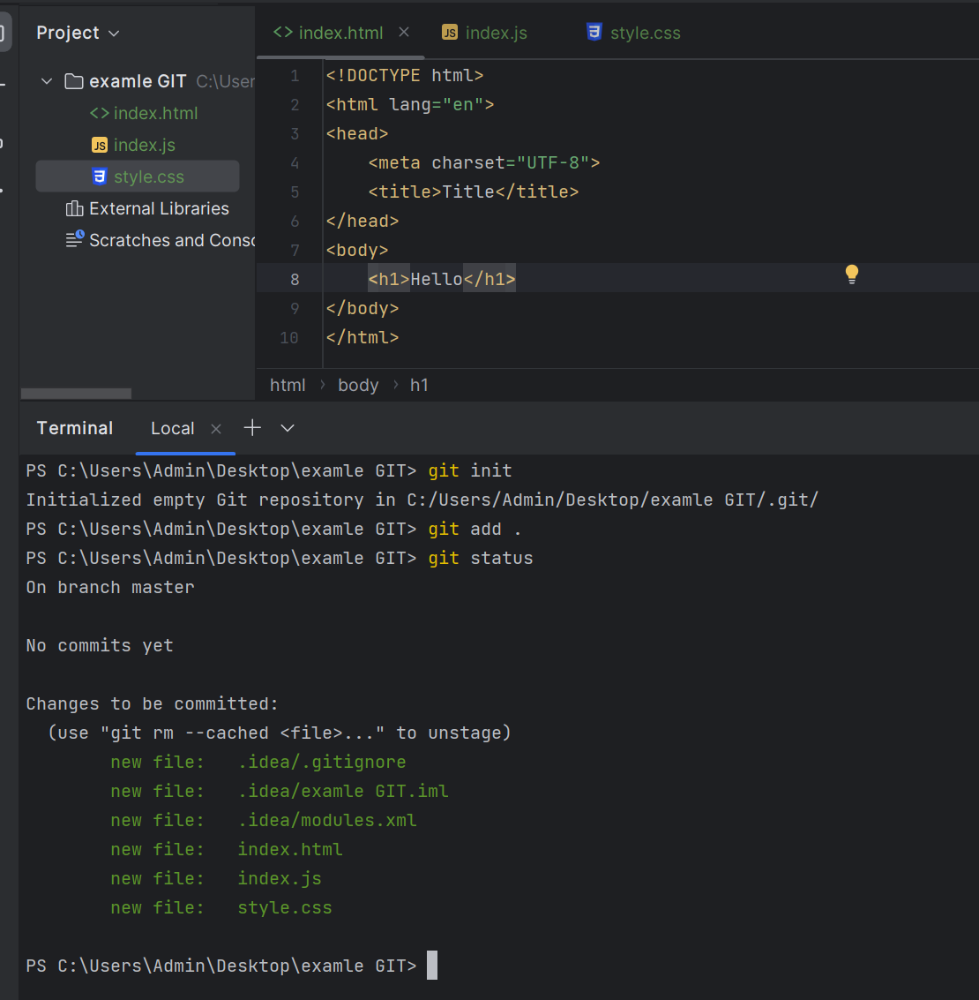 Project
index.html
index.js
style.css
examle GIT C:\User
index.html
index.js
style.css
External Libraries
Scratches and Conso
1 <!DOCTYPE html>
2 <html lang="en">
3 <head>
4 <meta charset="UTF-8">
5 <title>Title</title>
6 </head>
7 <body>
8 <h1>Hello</h1>
9 </body>
10 </html>
html › body › h1
Terminal Local
PS C:\Users\Admin\Desktop\examle GIT> git init
Initialized empty Git repository in C:/Users/Admin/Desktop/examle GIT/.git/
PS C:\Users\Admin\Desktop\examle GIT> git add .
PS C:\Users\Admin\Desktop\examle GIT> git status
On branch master
No commits yet
Changes to be committed:
(use "git rm --cached <file>..." to unstage)
new file: .idea/.gitignore
new file: .idea/examle GIT.iml
new file: .idea/modules.xml
new file: index.html
new file: index.js
new file: style.css
PS C:\Users\Admin\Desktop\examle GIT>